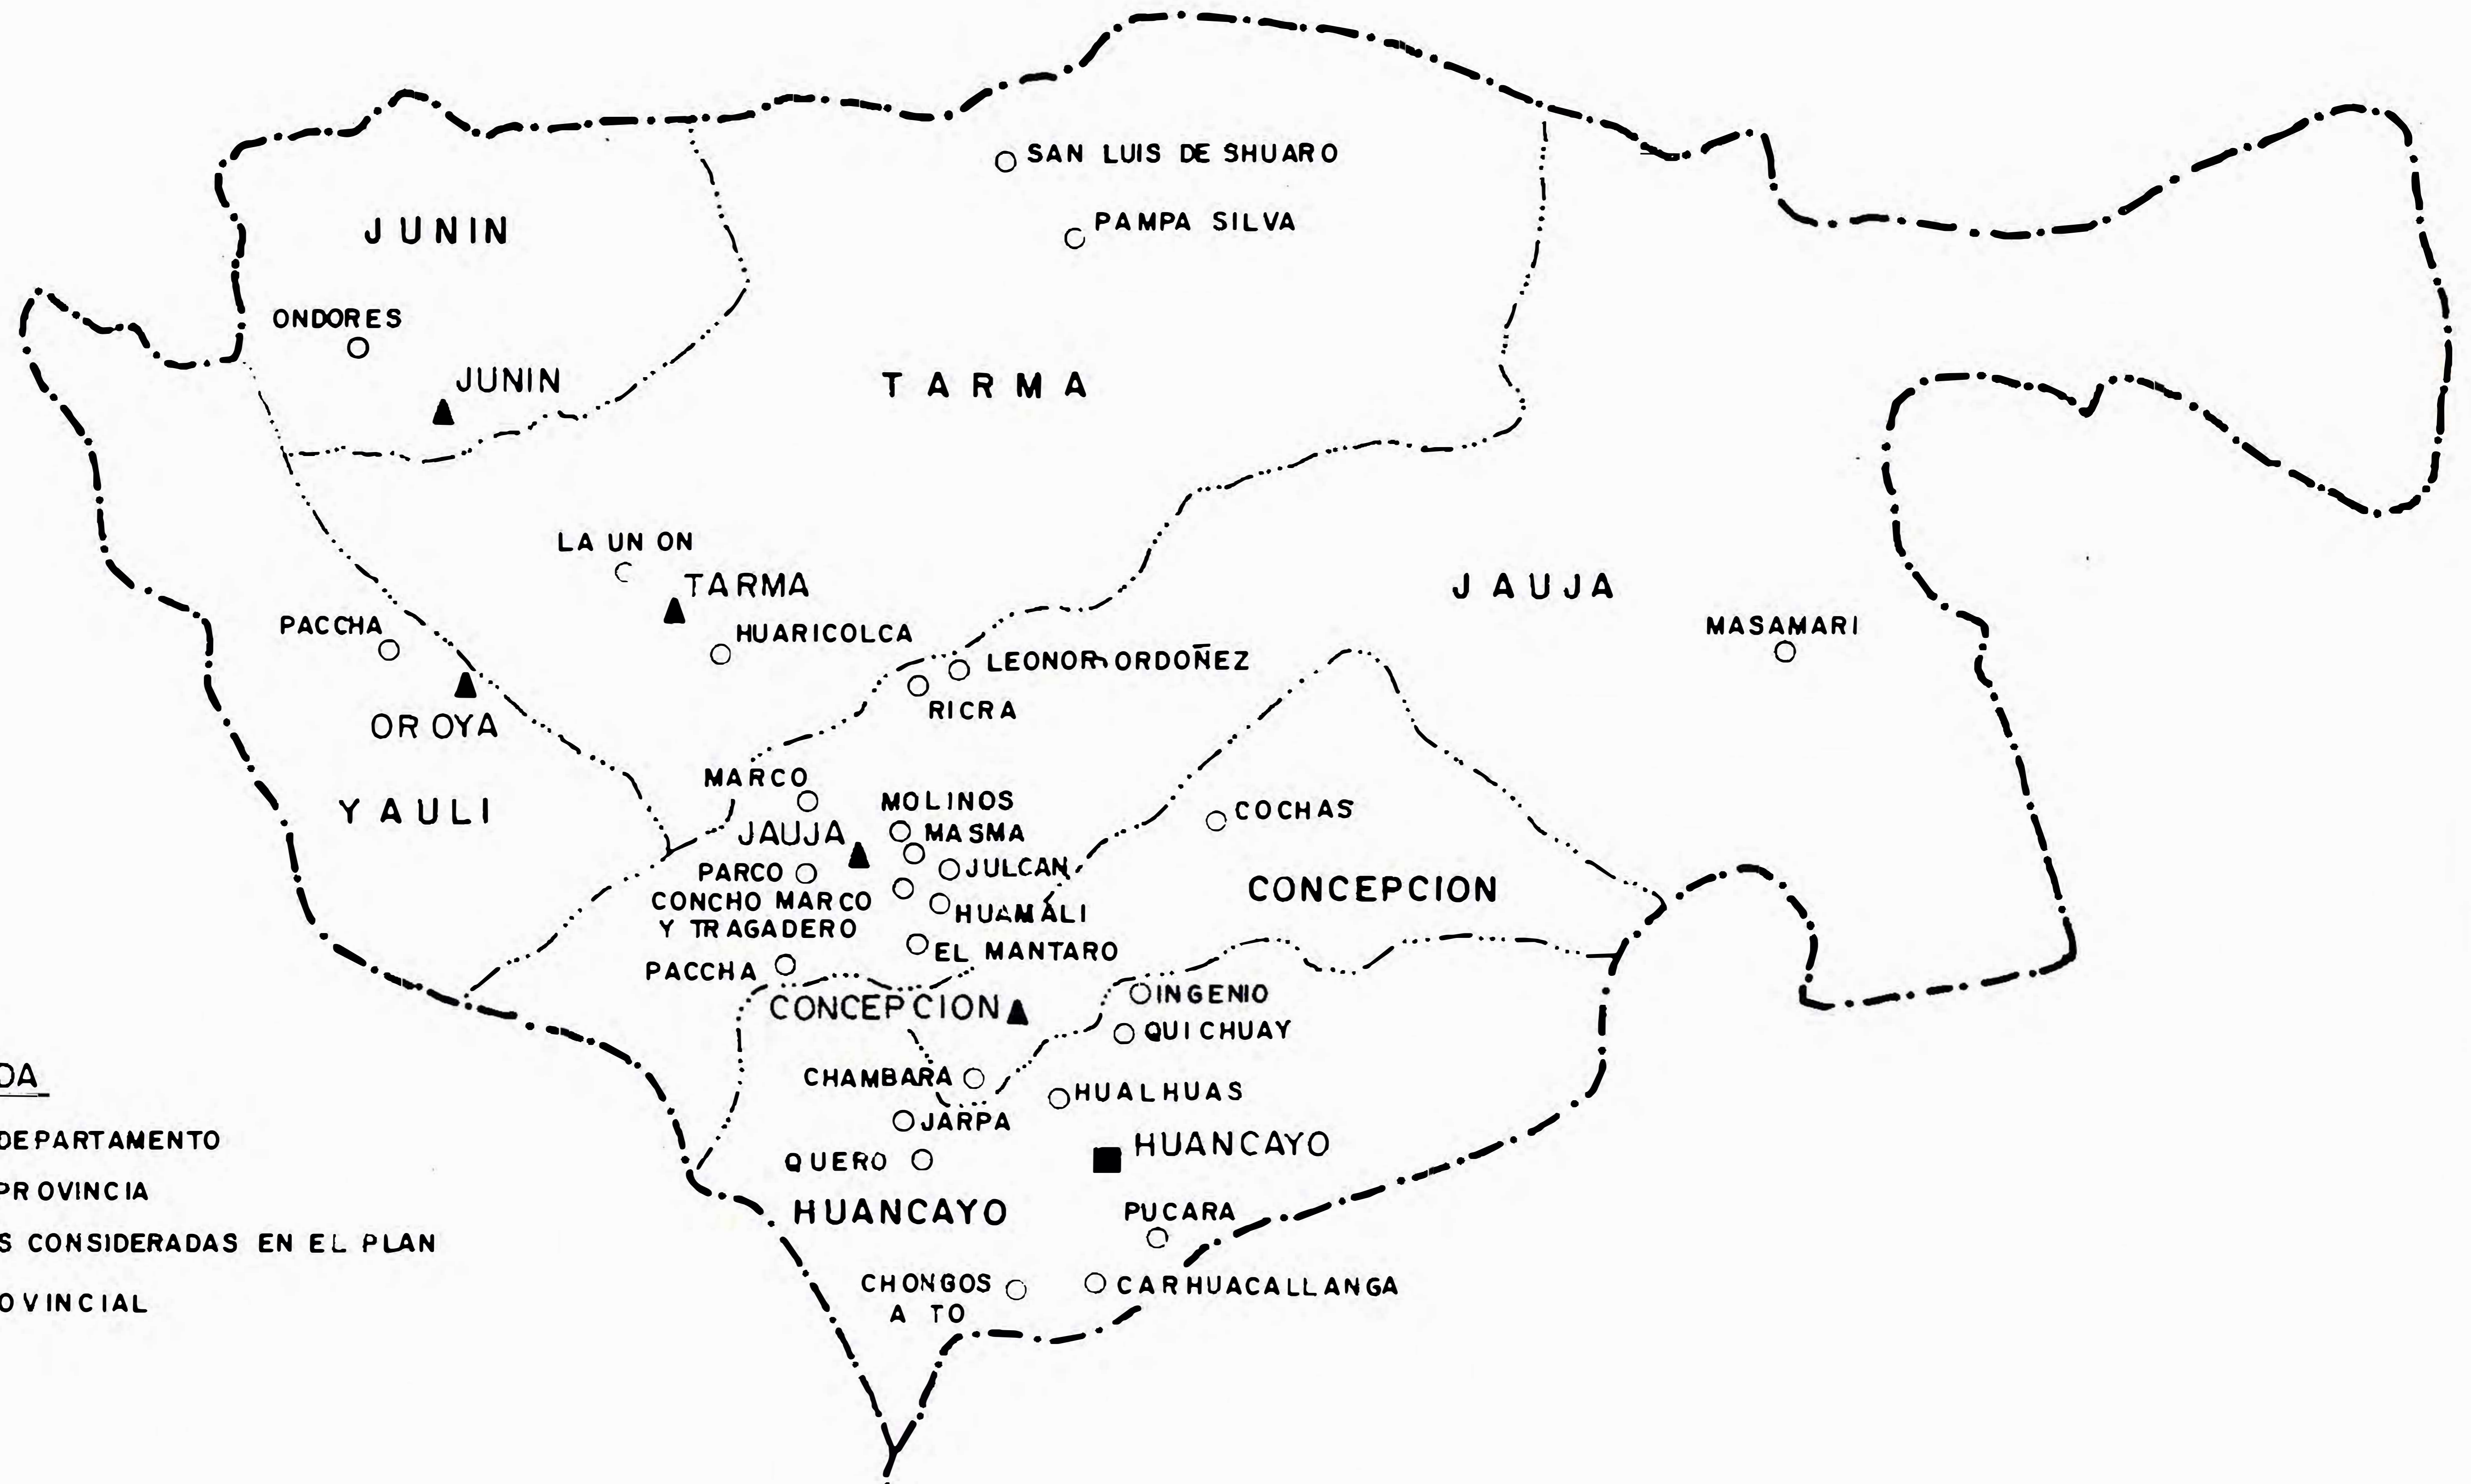 SAN LUIS DE SHUARO
PAMPA SILVA
JUNIN
ONDORES
JUNIN
TARMA
LA UN ON
TARMA
JAUJA
PACCHA
HUARICOLCA
MASAMARI
LEONOR ORDOÑEZ
RICRA
OROYA
MARCO
YAULI
MOLINOS
COCHAS
JAUJA
MASMA
PARCO
JULCAN
CONCEPCION
CONCHO MARCO
Y TRAGADERO
HUAMALI
EL MANTARO
PACCHA
CONCEPCION
INGENIO
QUICHUAY
DA
CHAMBARA
HUALHUAS
JARPA
DEPARTAMENTO
HUANCAYO
QUERO
PROVINCIA
HUANCAYO
PUCARA
S CONSIDERADAS EN EL PLAN
CHONGOS
A TO
CARHUACALLANGA
OVINCIAL